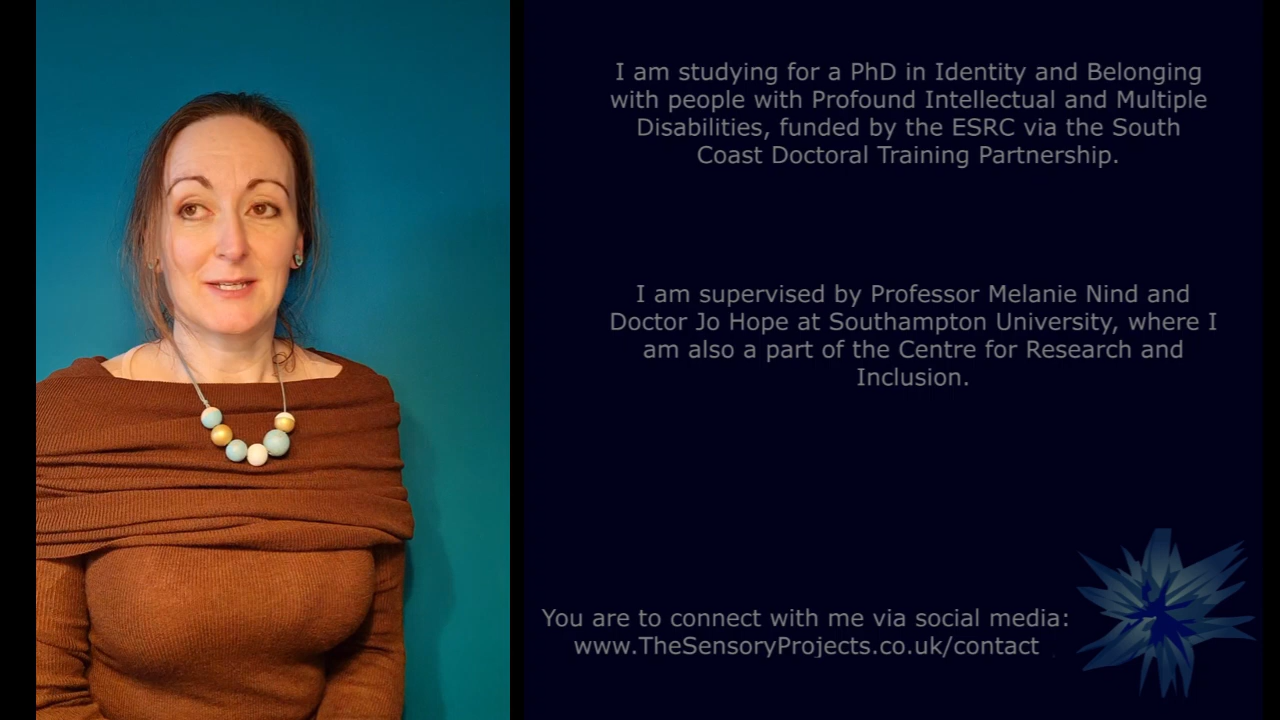 I am studying for a PhD in Identity and Belonging
with people with Profound Intellectual and Multiple
Disabilities, funded by the ESRC via the South
Coast Doctoral Training Partnership.
I am supervised by Professor Melanie Nind and
Doctor Jo Hope at Southampton University, where I
am also a part of the Centre for Research and
Inclusion.
You are to connect with me via social media:
www.TheSensoryProjects.co.uk/contact